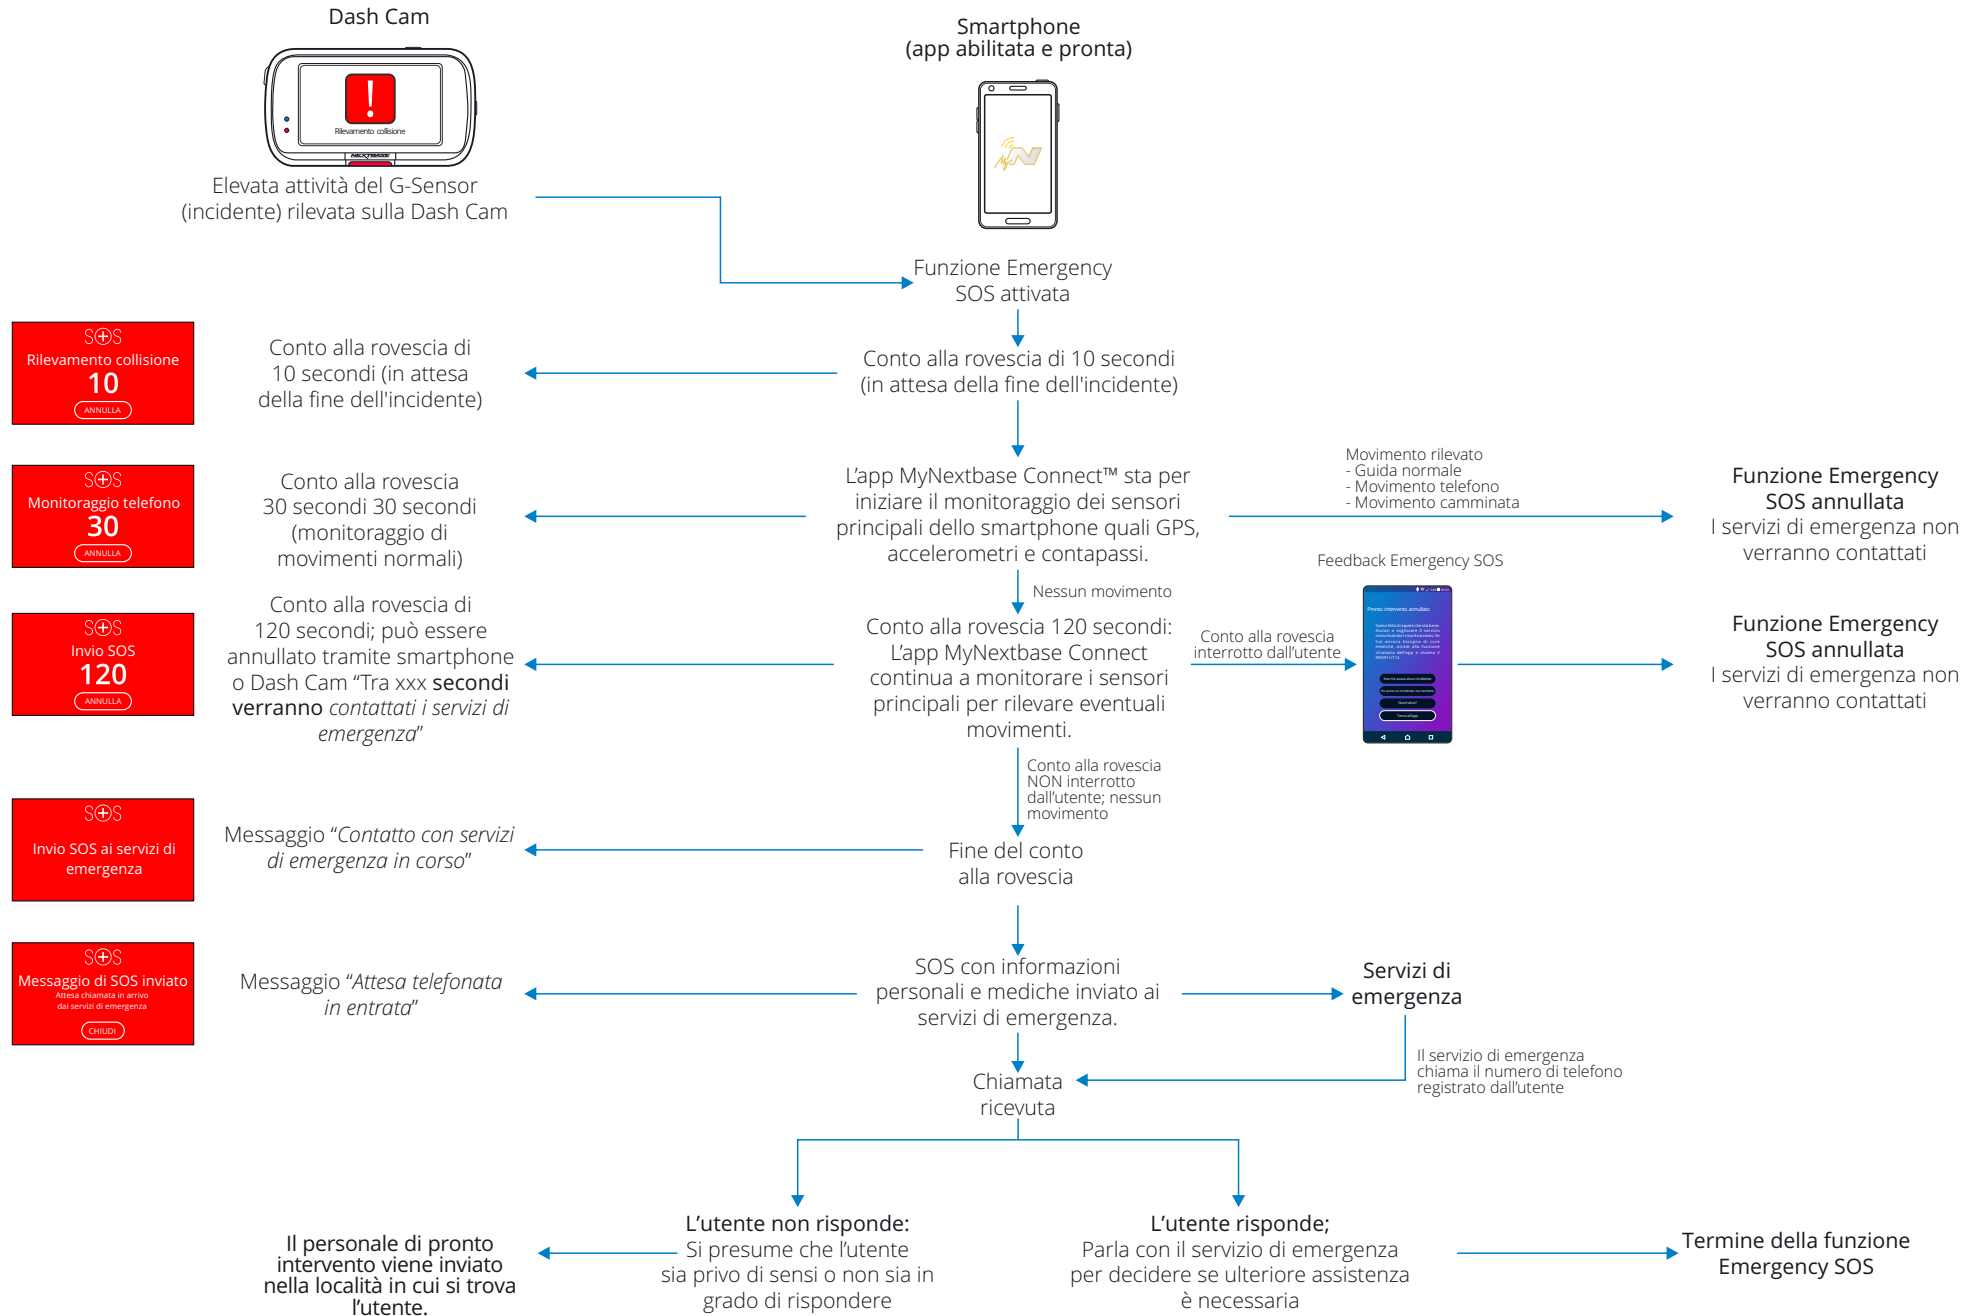 Dash Cam
Smartphone
(app abilitata e pronta)
!
Rilevamento collisione
NEXTBASE
My N
Elevata attività del G-Sensor
(incidente) rilevata sulla Dash Cam
Funzione Emergency
SOS attivata
SOS
Rilevamento collisione
10
ANNULLA
Conto alla rovescia di
10 secondi (in attesa
della fine dell'incidente)
Conto alla rovescia di 10 secondi
(in attesa della fine dell'incidente)
SOS
Monitoraggio telefono
30
ANNULLA
Conto alla rovescia
30 secondi 30 secondi
(monitoraggio di
movimenti normali)
L’app MyNextbase Connect™ sta per
iniziare il monitoraggio dei sensori
principali dello smartphone quali GPS,
accelerometri e contapassi.
Movimento rilevato
- Guida normale
- Movimento telefono
- Movimento camminata
Funzione Emergency
SOS annullata
I servizi di emergenza non
verranno contattati
Nessun movimento
Feedback Emergency SOS
SOS
Invio SOS
120
ANNULLA
Conto alla rovescia di
120 secondi; può essere
annullato tramite smartphone
o Dash Cam “Tra xxx secondi
verranno contattati i servizi di
emergenza”
Conto alla rovescia 120 secondi:
L’app MyNextbase Connect
continua a monitorare i sensori
principali per rilevare eventuali
movimenti.
Conto alla rovescia
interrotto dall’utente
Pronto intervento annullato
Funzione Emergency
SOS annullata
I servizi di emergenza non
verranno contattati
Conto alla rovescia
NON interrotto
dall’utente; nessun
movimento
SOS
Invio SOS ai servizi di
emergenza
Messaggio “Contatto con servizi
di emergenza in corso”
Fine del conto
alla rovescia
SOS
Messaggio di SOS inviato
Attesa chiamata in arrivo
dai servizi di emergenza
CHIUDI
Messaggio “Attesa telefonata
in entrata”
SOS con informazioni
personali e mediche inviato ai
servizi di emergenza.
Servizi di
emergenza
Il servizio di emergenza
chiama il numero di telefono
registrato dall’utente
Chiamata
ricevuta
Il personale di pronto
intervento viene inviato
nella località in cui si trova
l’utente.
L’utente non risponde:
Si presume che l’utente
sia privo di sensi o non sia in
grado di rispondere
L’utente risponde;
Parla con il servizio di emergenza
per decidere se ulteriore assistenza
è necessaria
Termine della funzione
Emergency SOS